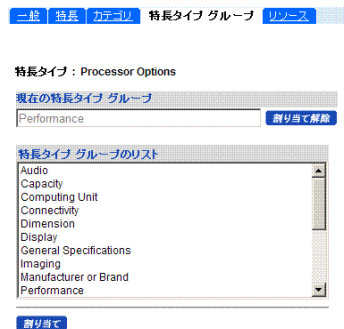 一般 特長 カテゴリ 特長タイプ グループ リソース
特長タイプ : Processor Options
現在の特長タイプ グループ
Performance 割り当て解除
特長タイプ グループのリスト
Audio
Capacity
Computing Unit
Connectivity
Dimension
Display
General Specifications
Imaging
Manufacturer or Brand
Performance
割り当て